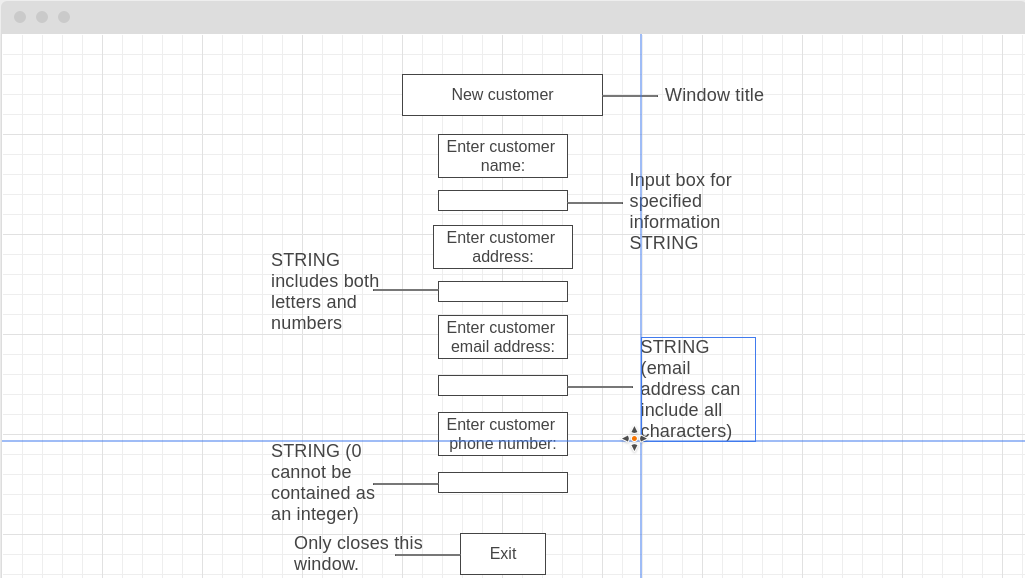 New customer
Window title
Enter customer
name:
Input box for
specified
information
STRING
Enter customer
address:
STRING
includes both
letters and
numbers
Enter customer
email address:
STRING
(email
address can
include all
characters)
Enter customer
phone number:
STRING (0
cannot be
contained as
an integer)
Only closes this
window.
Exit